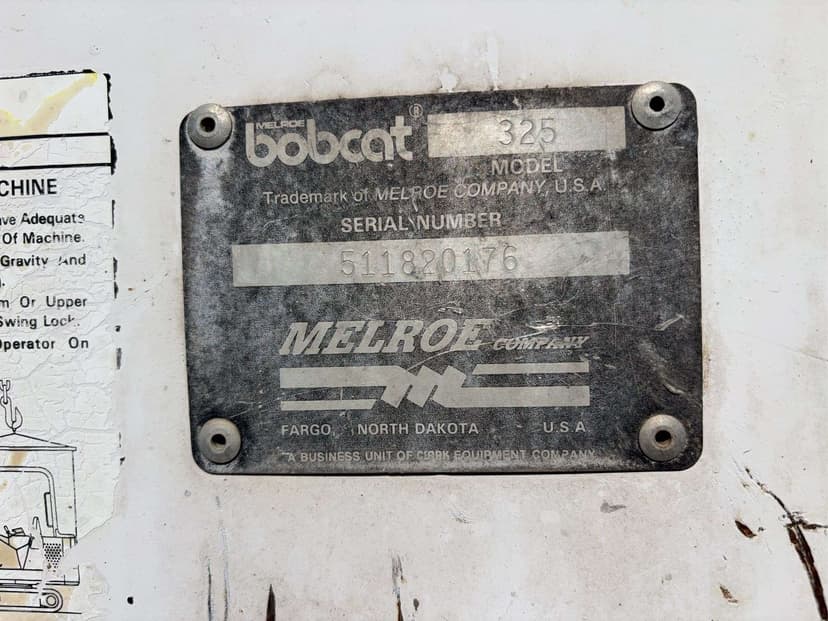 CHINE
ve Adequate
Of Machine.
Gravity And
m Or Upper
Swing Lock.
Operator On
MELROE
bobcat®
325
MODEL
Trademark of MELROE COMPANY, U.S.A.
SERIAL NUMBER
511820176
MELROE COMPANY
FARGO, NORTH DAKOTA U.S.A
A BUSINESS UNIT OF CLARK EQUIPMENT COMPANY